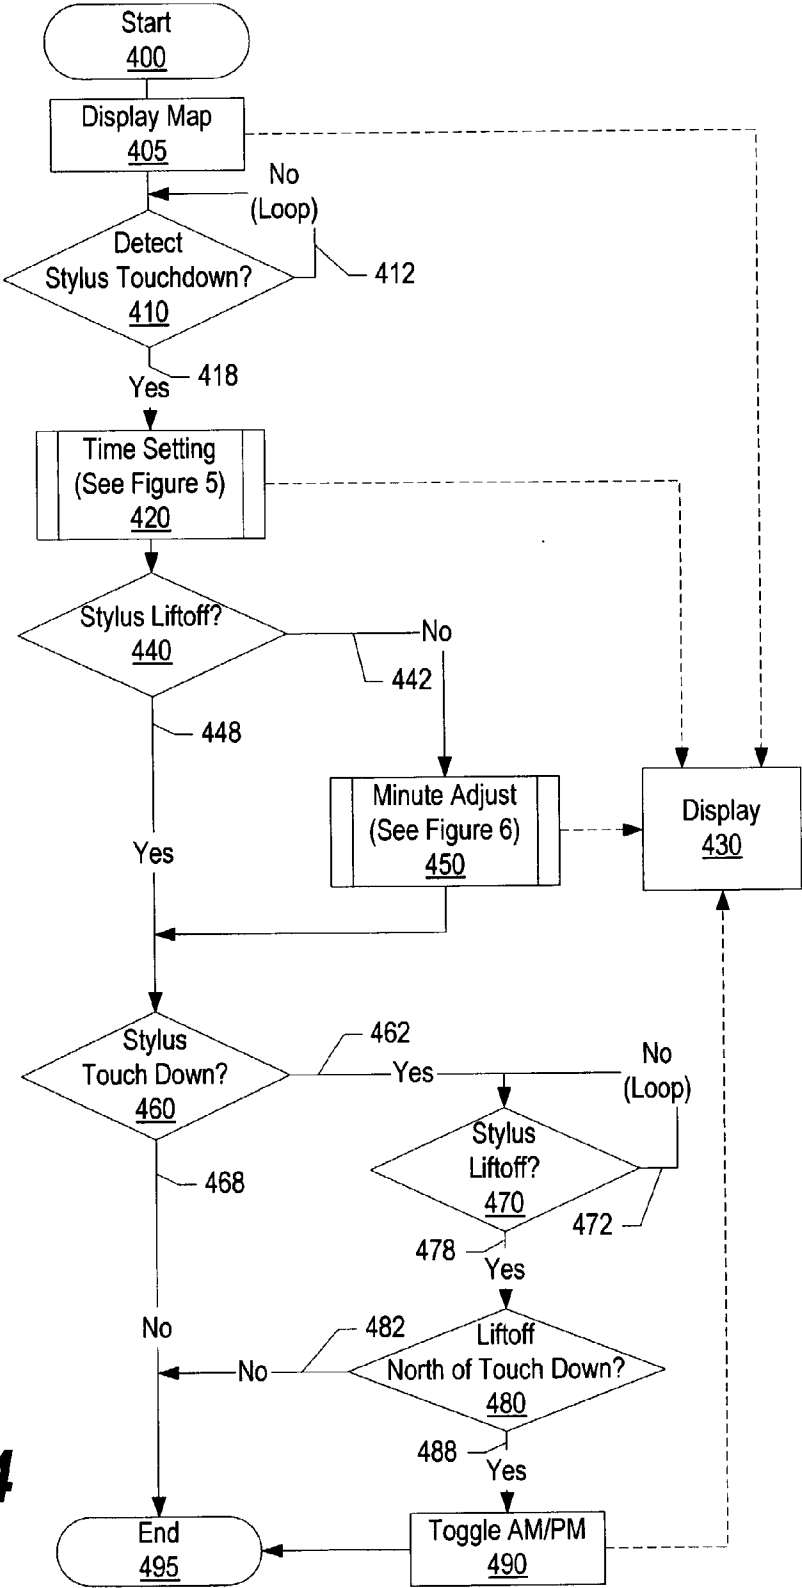 Start
400
Display Map
405
No
(Loop)
Detect
Stylus Touchdown?
410
412
418
Yes
Time Setting
(See Figure 5)
420
Stylus Liftoff?
440
No
442
448
Minute Adjust
(See Figure 6)
450
Display
430
Yes
Stylus
Touch Down?
460
462
Yes
No
(Loop)
Stylus
Liftoff?
470
472
468
478
Yes
No
482
Liftoff
North of Touch Down?
480
No
488
Yes
End
495
Toggle AM/PM
490
4